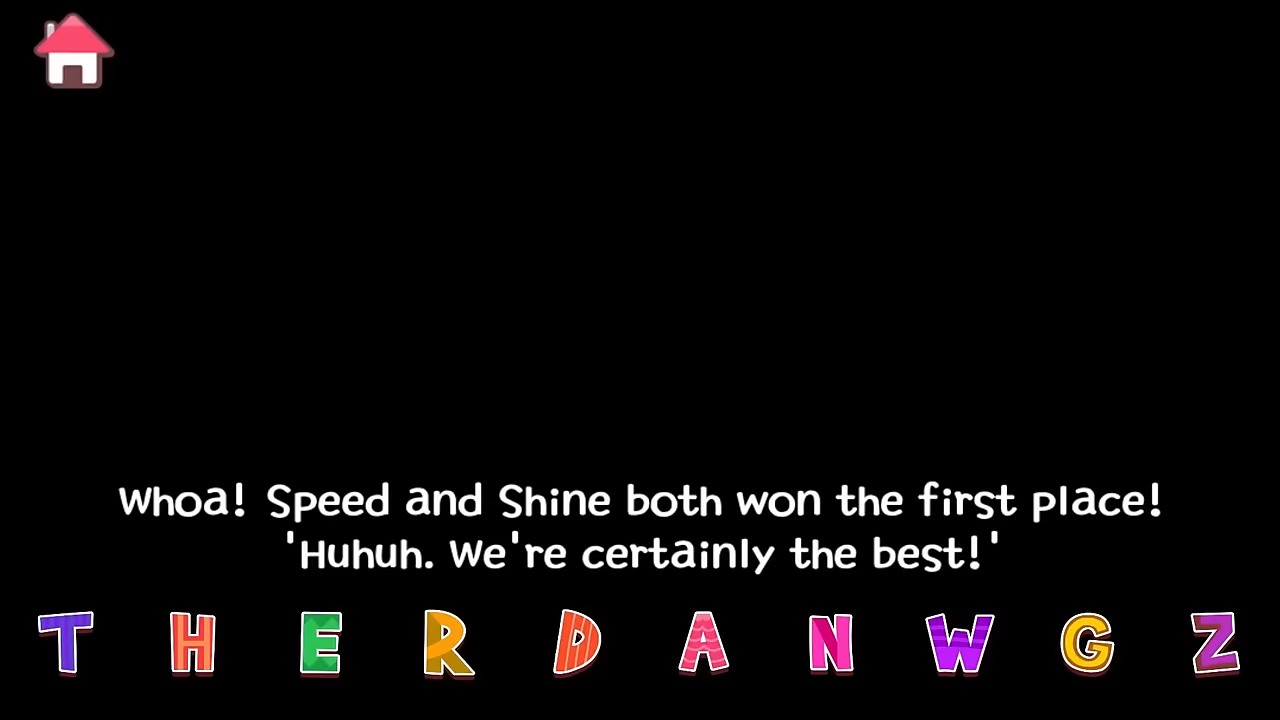 Whoa! Speed and Shine both won the first place!
'Huhuh. We're certainly the best!'
T H E R D A N W G Z